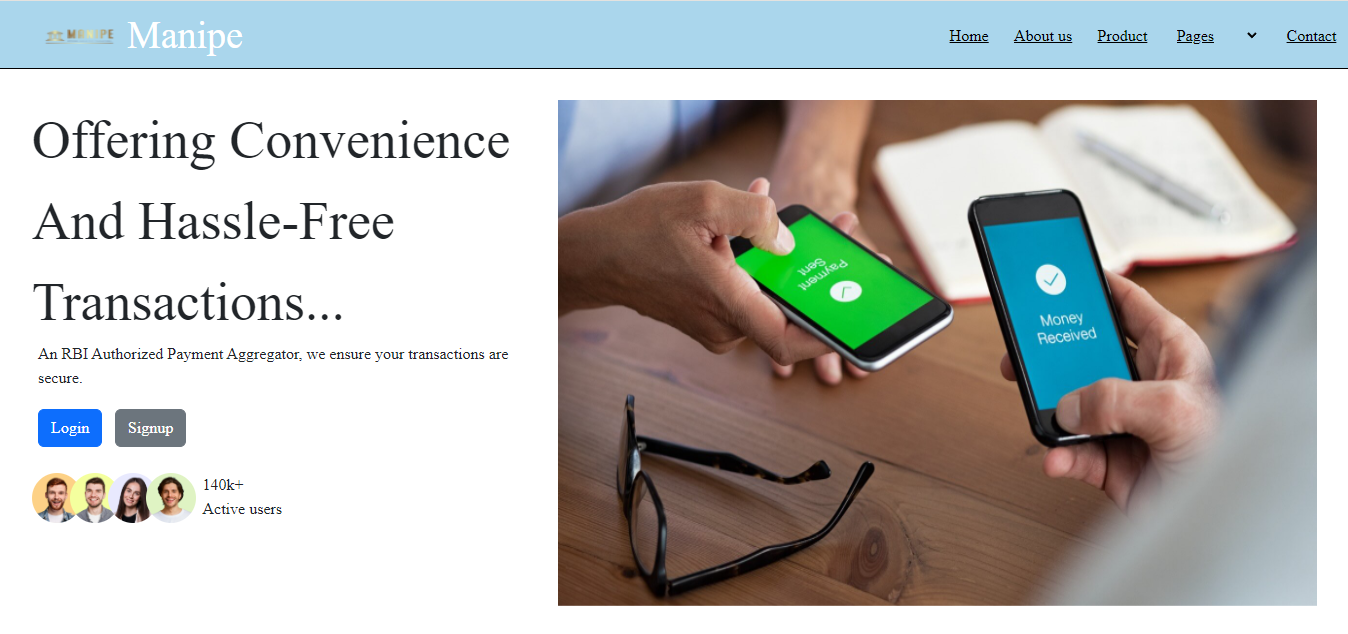 MANIPE Manipe
Home About us Product Pages Contact
Offering Convenience
And Hassle-Free
Transactions...
An RBI Authorized Payment Aggregator, we ensure your transactions are
secure.
Login Signup
140k+
Active users
Payment
Sent
Money
Received